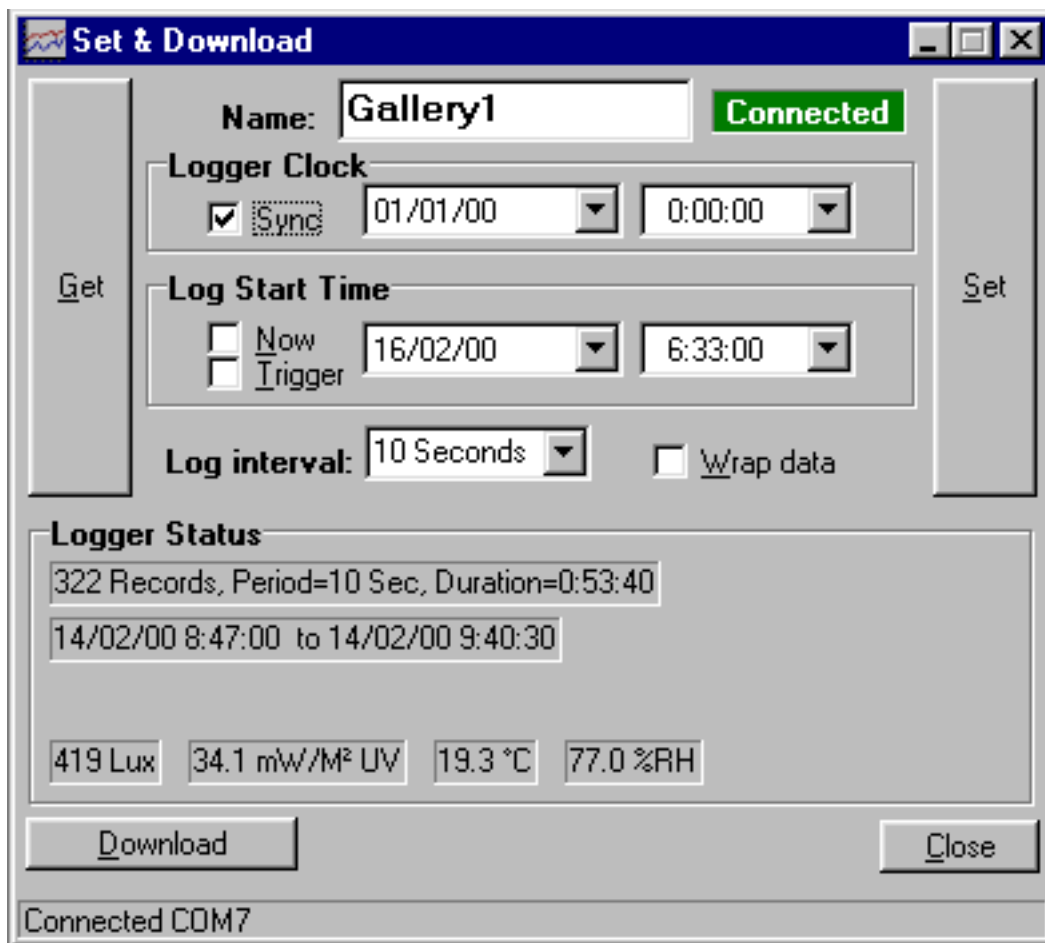 Set & Download
Name: Gallery1 Connected
Logger Clock
Sync 01/01/00 0:00:00
Get
Set
Log Start Time
Now
Trigger
16/02/00 6:33:00
Log interval: 10 Seconds Wrap data
Logger Status
322 Records, Period=10 Sec, Duration=0:53:40
14/02/00 8:47:00 to 14/02/00 9:40:30
419 Lux 34.1 mW/M² UV 19.3 °C 77.0 %RH
Download Close
Connected COM7